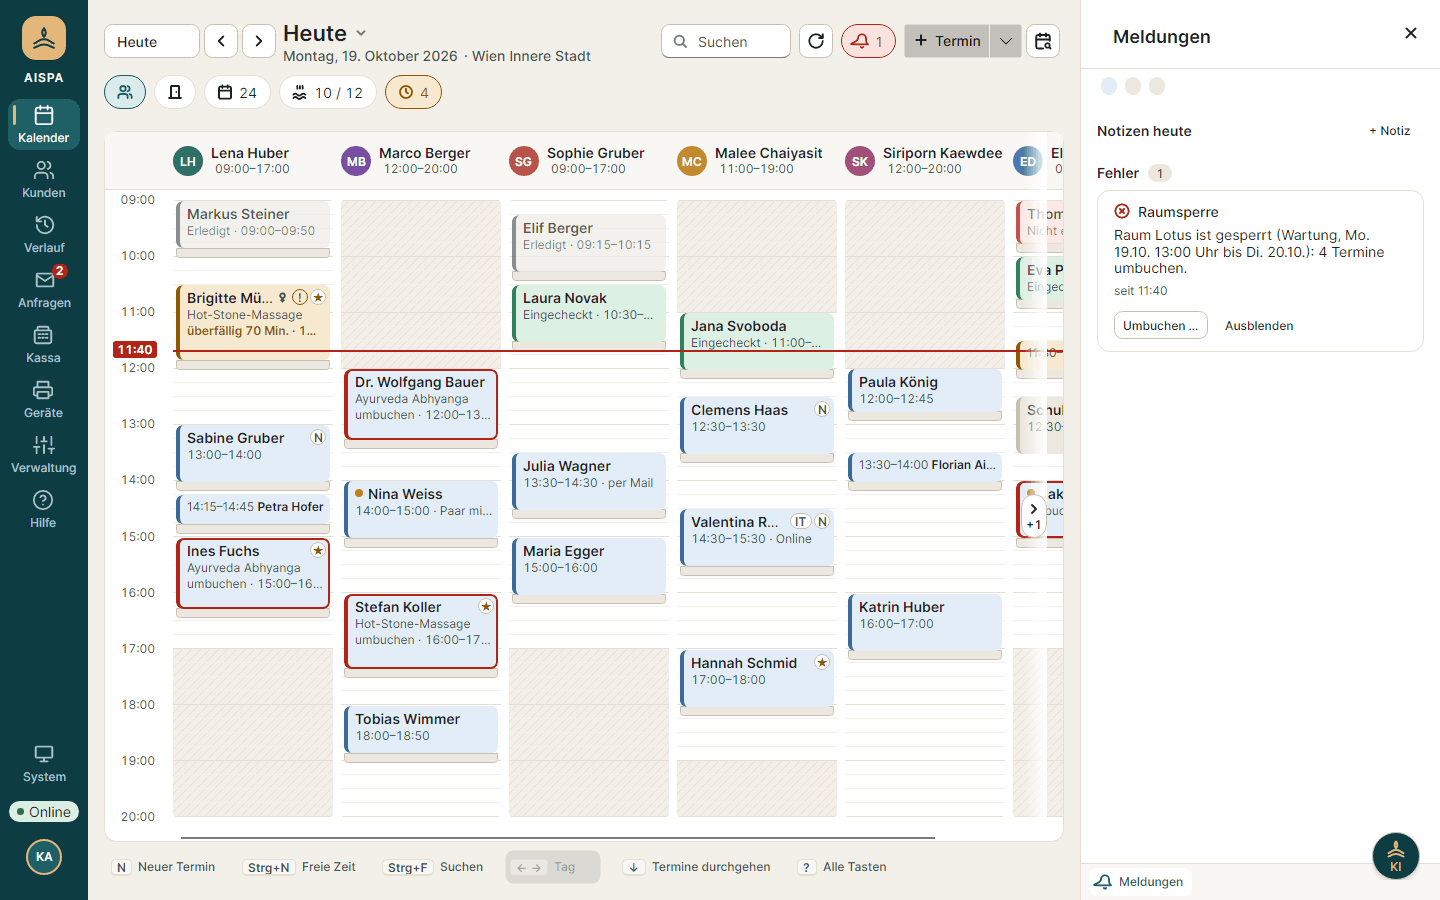 AISPA
Kalender
Kunden
Verlauf
2
Anfragen
Kassa
Geräte
Verwaltung
Hilfe
System
Online
KA
Heute
Heute
Montag, 19. Oktober 2026 · Wien Innere Stadt
Suchen
1
+ Termin
24
10 / 12
4
LH
Lena Huber
09:00–17:00
MB
Marco Berger
12:00–20:00
SG
Sophie Gruber
09:00–17:00
MC
Malee Chaiyasit
11:00–19:00
SK
Siriporn Kaewdee
12:00–20:00
ED
09:00
10:00
11:00
11:40
12:00
13:00
14:00
15:00
16:00
17:00
18:00
19:00
20:00
Markus Steiner
Erledigt · 09:00–09:50
Brigitte Mü...
Hot-Stone-Massage
überfällig 70 Min. · 1...
Sabine Gruber
N
13:00–14:00
14:15–14:45 Petra Hofer
Ines Fuchs
Ayurveda Abhyanga
umbuchen · 15:00–16...
Dr. Wolfgang Bauer
Ayurveda Abhyanga
umbuchen · 12:00–13...
Nina Weiss
14:00–15:00 · Paar mi...
Stefan Koller
Hot-Stone-Massage
umbuchen · 16:00–17...
Tobias Wimmer
18:00–18:50
Elif Berger
Erledigt · 09:15–10:15
Laura Novak
Eingecheckt · 10:30–...
Julia Wagner
13:30–14:30 · per Mail
Maria Egger
15:00–16:00
Jana Svoboda
Eingecheckt · 11:00–...
Clemens Haas
N
12:30–13:30
Valentina R...
IT
N
14:30–15:30 · Online
Hannah Schmid
17:00–18:00
Paula König
12:00–12:45
13:30–14:00 Florian Ai...
Katrin Huber
16:00–17:00
Eva P
+1
N
Neuer Termin
Strg+N
Freie Zeit
Strg+F
Suchen
← →
Tag
↓
Termine durchgehen
?
Alle Tasten
Meldungen
Notizen heute
+ Notiz
Fehler
1
Raumsperre
Raum Lotus ist gesperrt (Wartung, Mo.
19.10. 13:00 Uhr bis Di. 20.10.): 4 Termine
umbuchen.
seit 11:40
Umbuchen ...
Ausblenden
Meldungen
KI